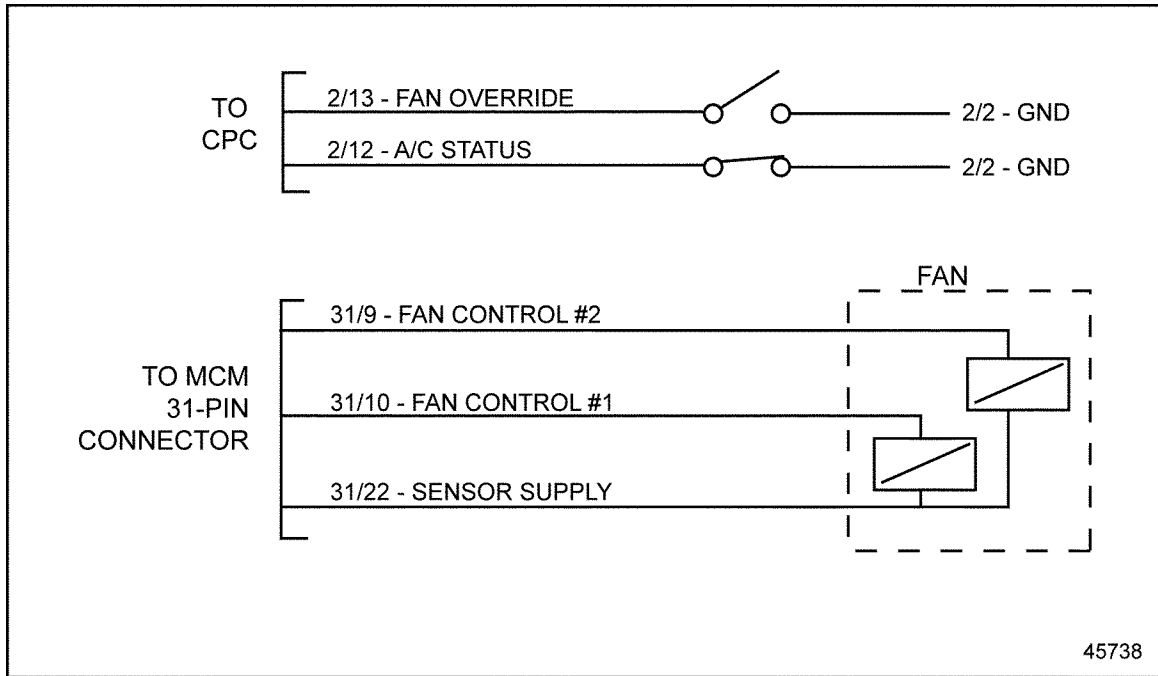 TO
CPC
2/13 - FAN OVERRIDE
2/2 - GND
2/12 - A/C STATUS
2/2 - GND
FAN
TO MCM
31-PIN
CONNECTOR
31/9 - FAN CONTROL #2
31/10 - FAN CONTROL #1
31/22 - SENSOR SUPPLY
45738